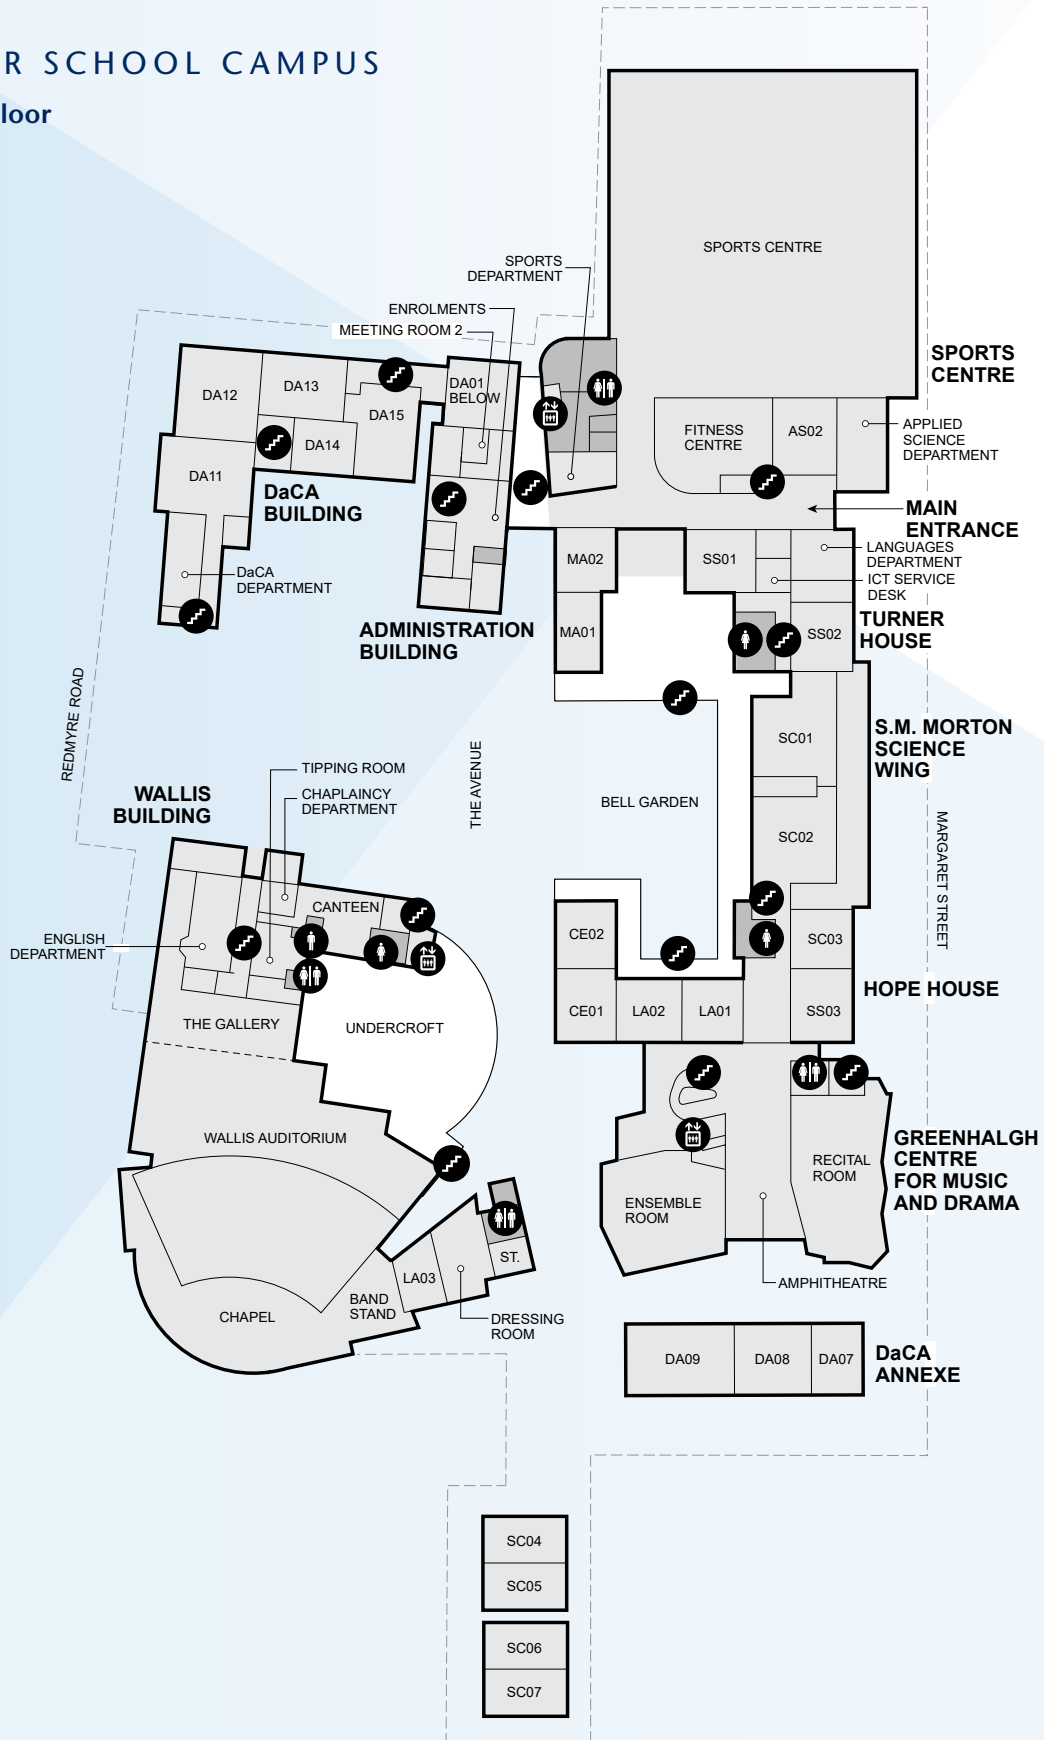 R SCHOOL CAMPUS
loor
SPORTS CENTRE
SPORTS
DEPARTMENT
ENROLMENTS
MEETING ROOM 2
SPORTS
CENTRE
DA12
DA13
DA15
DA14
DA11
DA01
BELOW
FITNESS
CENTRE
AS02
APPLIED
SCIENCE
DEPARTMENT
DaCA
BUILDING
MAIN
ENTRANCE
DaCA
DEPARTMENT
MA02
SS01
LANGUAGES
DEPARTMENT
ICT SERVICE
DESK
ADMINISTRATION
BUILDING
MA01
SS02
TURNER
HOUSE
REDMYRE ROAD
THE AVENUE
SC01
S.M. MORTON
SCIENCE
WING
BELL GARDEN
SC02
MARGARET STREET
WALLIS
BUILDING
TIPPING ROOM
CHAPLAINCY
DEPARTMENT
CANTEEN
ENGLISH
DEPARTMENT
CE02
SC03
HOPE HOUSE
THE GALLERY
UNDERCROFT
CE01
LA02
LA01
SS03
WALLIS AUDITORIUM
GREENHALGH
CENTRE
FOR MUSIC
AND DRAMA
RECITAL
ROOM
ENSEMBLE
ROOM
AMPHITHEATRE
ST.
LA03
BAND
STAND
CHAPEL
DRESSING
ROOM
DA09
DA08
DA07
DaCA
ANNEXE
SC04
SC05
SC06
SC07